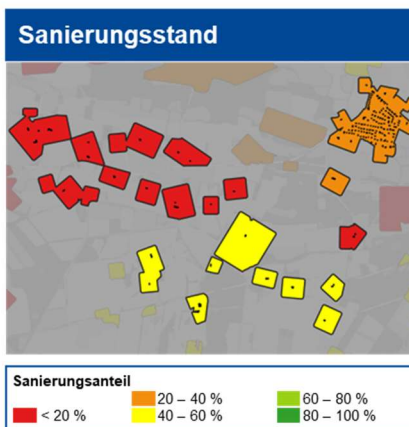 Sanierungsstand
Sanierungsanteil
20 – 40 % 60 – 80 %
< 20 % 40 – 60 % 80 – 100 %